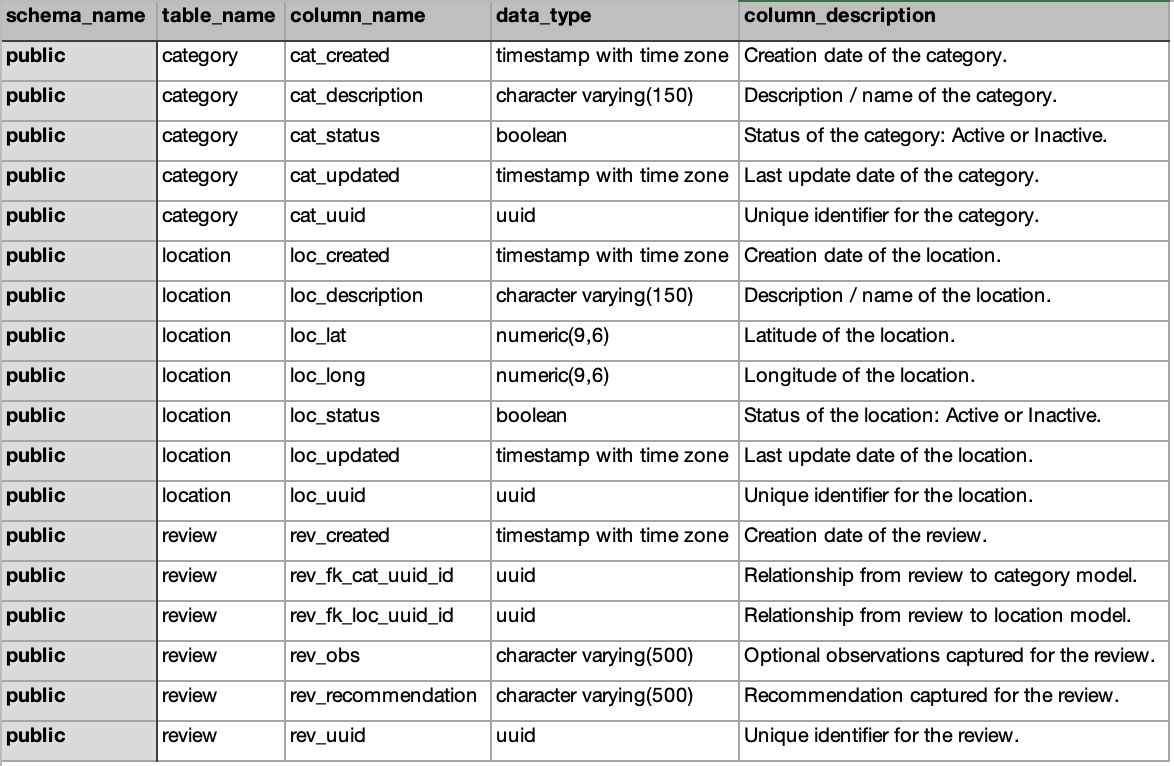 schema_name table_name column_name data_type column_description
public category cat_created timestamp with time zone Creation date of the category.
public category cat_description character varying(150) Description / name of the category.
public category cat_status boolean Status of the category: Active or Inactive.
public category cat_updated timestamp with time zone Last update date of the category.
public category cat_uuid uuid Unique identifier for the category.
public location loc_created timestamp with time zone Creation date of the location.
public location loc_description character varying(150) Description / name of the location.
public location loc_lat numeric(9,6) Latitude of the location.
public location loc_long numeric(9,6) Longitude of the location.
public location loc_status boolean Status of the location: Active or Inactive.
public location loc_updated timestamp with time zone Last update date of the location.
public location loc_uuid uuid Unique identifier for the location.
public review rev_created timestamp with time zone Creation date of the review.
public review rev_fk_cat_uuid_id uuid Relationship from review to category model.
public review rev_fk_loc_uuid_id uuid Relationship from review to location model.
public review rev_obs character varying(500) Optional observations captured for the review.
public review rev_recommendation character varying(500) Recommendation captured for the review.
public review rev_uuid uuid Unique identifier for the review.